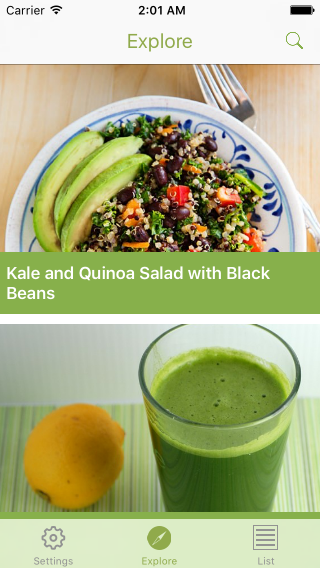 Carrier 2:01 AM
Explore
Kale and Quinoa Salad with Black
Beans
Settings Explore List